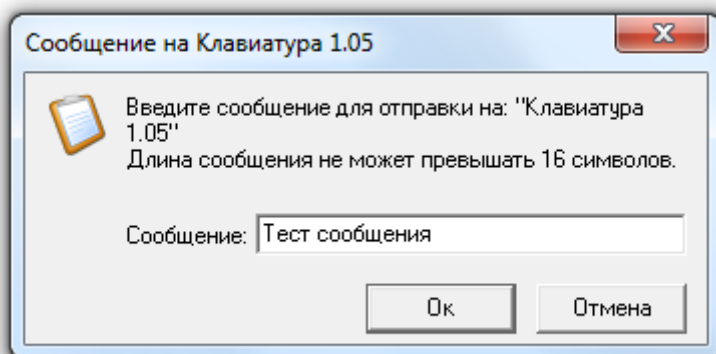 Сообщение на Клавиатура 1.05
Введите сообщение для отправки на: "Клавиатура
1.05"
Длина сообщения не может превышать 16 символов.
Сообщение: Тест сообщения
Ок Отмена